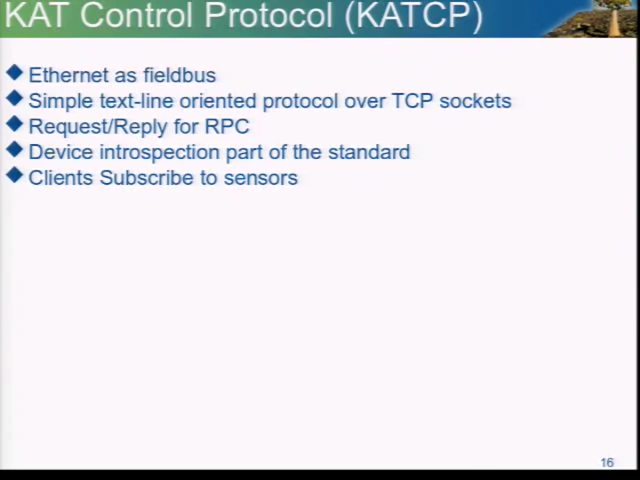 KAT Control Protocol (KATCP)
Ethernet as fieldbus
Simple text-line oriented protocol over TCP sockets
Request/Reply for RPC
Device introspection part of the standard
Clients Subscribe to sensors
16